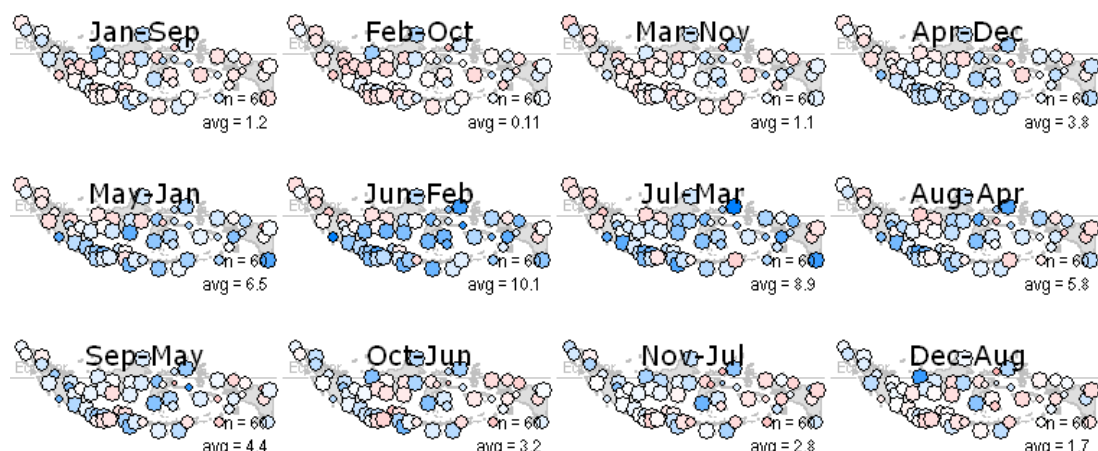 Jan-Sep
n = 60
avg = 1.2
Feb-Oct
n = 60
avg = 0.11
Mar-Nov
n = 60
avg = 1.1
Apr-Dec
n = 60
avg = 3.8
May-Jan
n = 60
avg = 6.5
Jun-Feb
n = 60
avg = 10.1
Jul-Mar
n = 60
avg = 8.9
Aug-Apr
n = 60
avg = 5.8
Sep-May
n = 60
avg = 4.4
Oct-Jun
n = 60
avg = 3.2
Nov-Jul
n = 60
avg = 2.8
Dec-Aug
n = 60
avg = 1.7